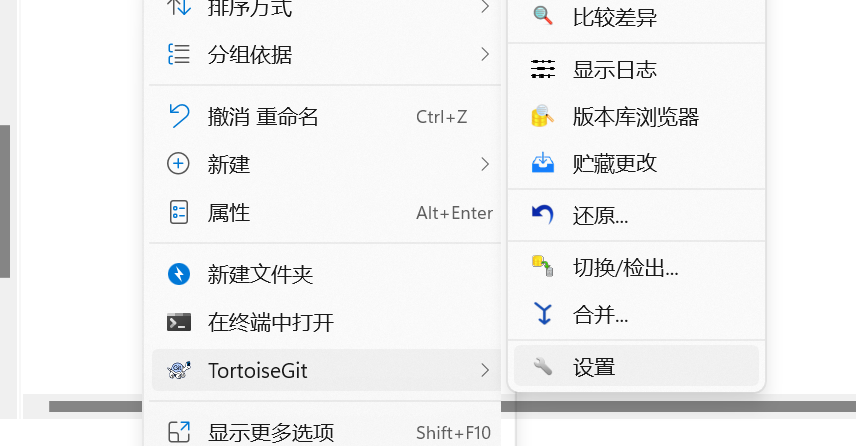 排序方式
分组依据
撤消 重命名 Ctrl+Z
新建
属性 Alt+Enter
新建文件夹
在终端中打开
TortoiseGit
显示更多选项 Shift+F10
比较差异
显示日志
版本库浏览器
贮藏更改
还原...
切换/检出...
合并...
设置